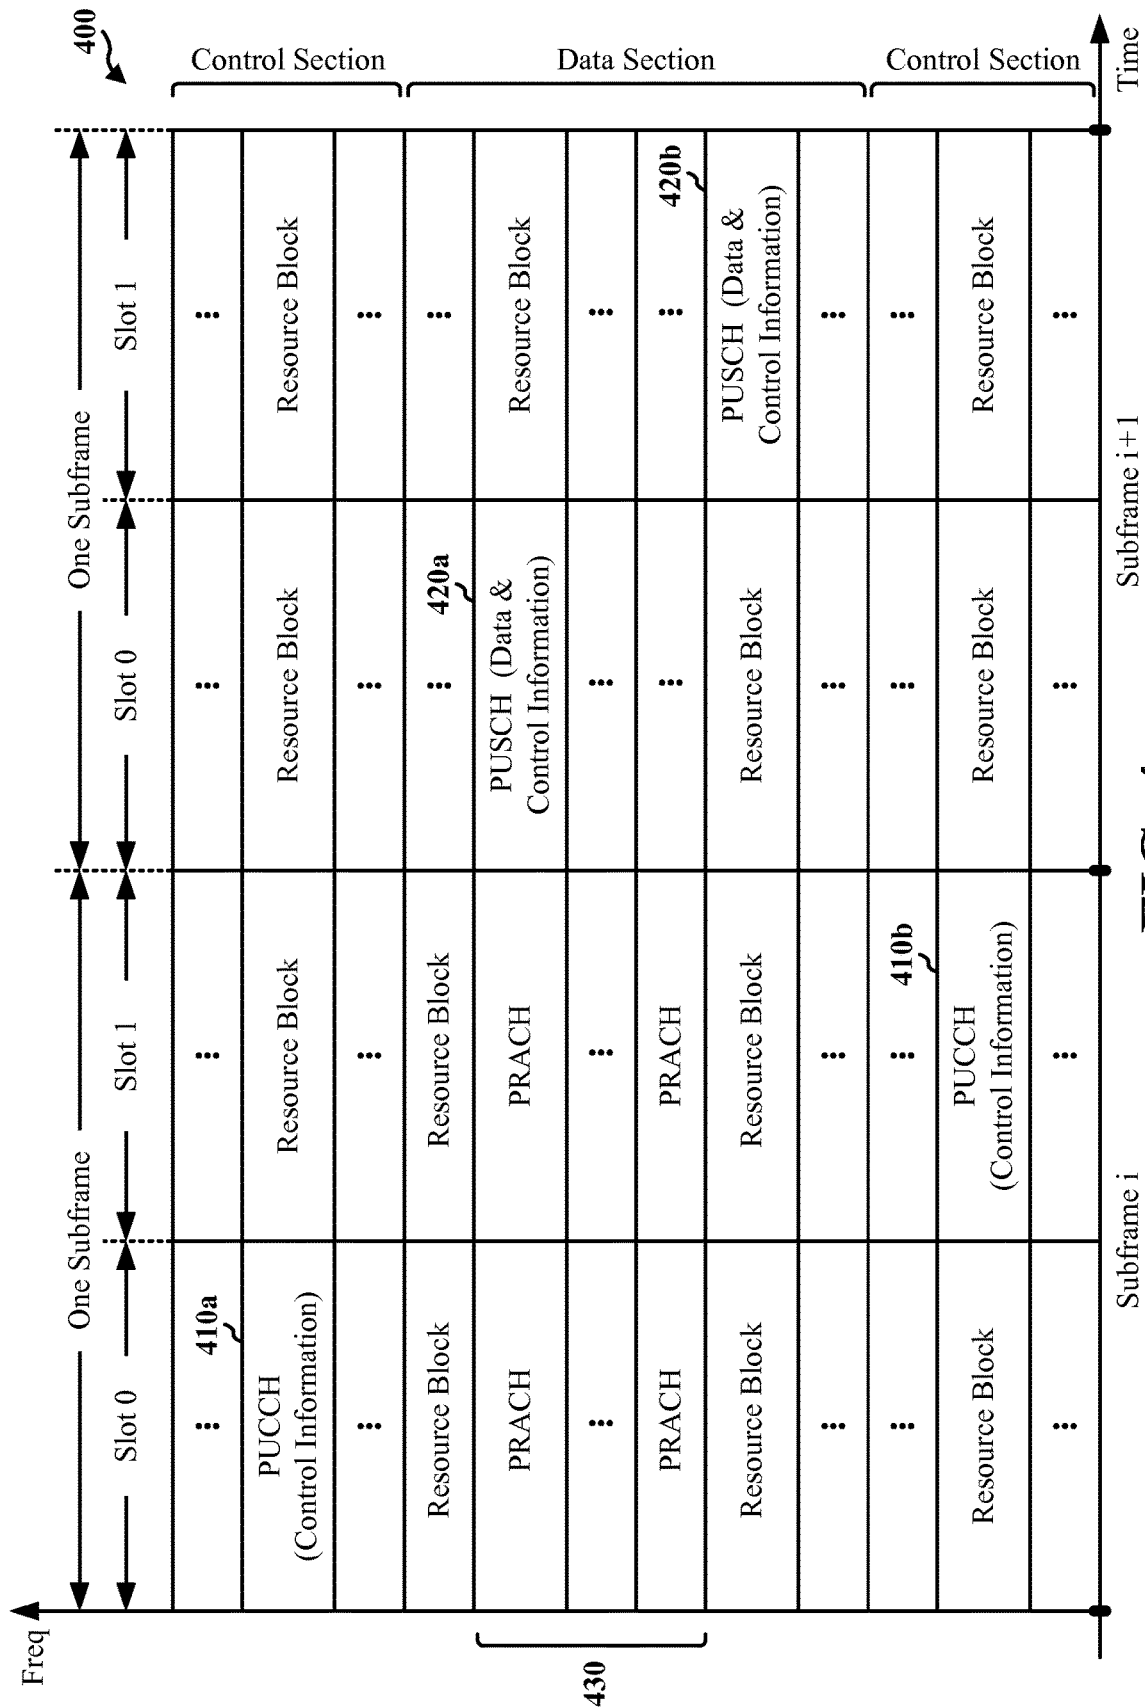 400
One Subframe
One Subframe
Slot 0
Slot 1
Slot 0
Slot 1
Freq
...
...
...
...
Control Section
410a
PUCCH
(Control Information)
Resource Block
Resource Block
Resource Block
...
...
...
...
Resource Block
Resource Block
...
...
Data Section
420a
430
PRACH
PRACH
PUSCH (Data &
Control Information)
Resource Block
...
...
...
...
PRACH
PRACH
...
...
420b
Resource Block
Resource Block
Resource Block
PUSCH (Data &
Control Information)
...
...
...
...
...
...
...
...
Control Section
410b
Resource Block
PUCCH
(Control Information)
Resource Block
Resource Block
...
...
...
...
Subframe i
Subframe i+1
Time